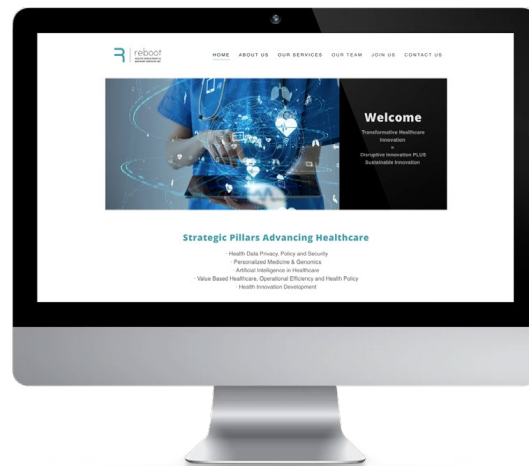 reboot
HOME ABOUT US OUR SERVICES OUR TEAM JOIN US CONTACT US
Welcome
Transformative Healthcare
Innovation
=
Disruptive Innovation PLUS
Sustainable Innovation
Strategic Pillars Advancing Healthcare
· Health Data Privacy, Policy and Security
· Personalized Medicine & Genomics
· Artificial Intelligence in Healthcare
· Value Based Healthcare, Operational Efficiency and Health Policy
· Health Innovation Development